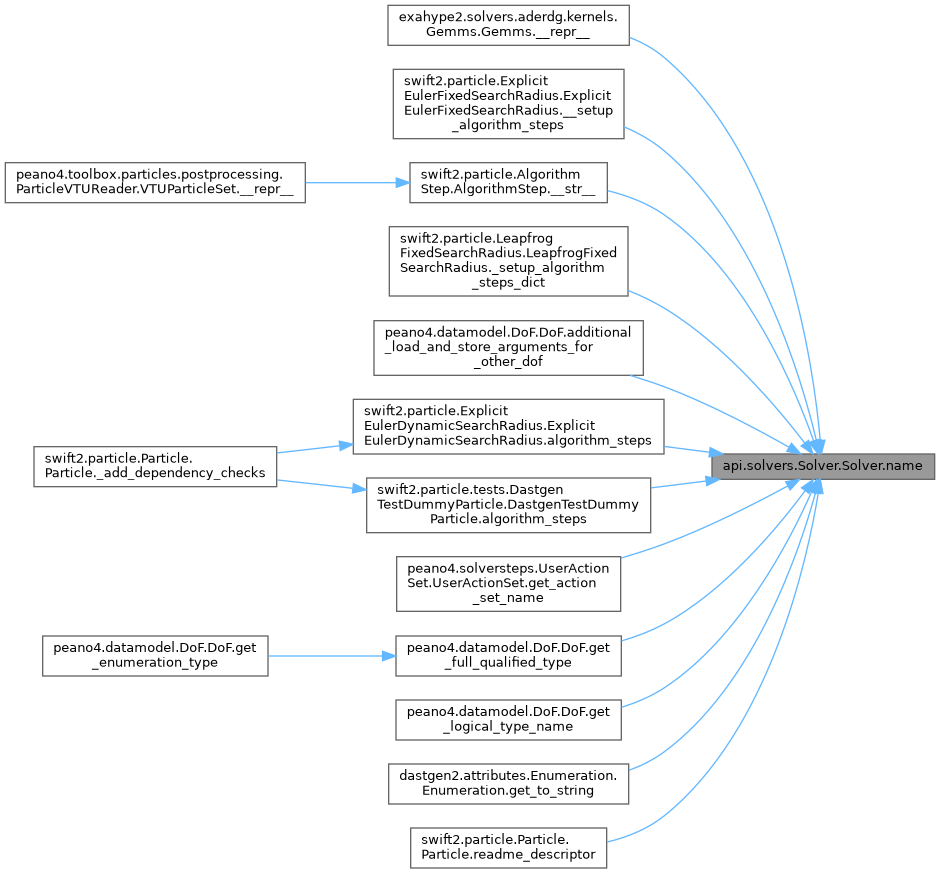 exahype2.solvers.aderdg.kernels.
Gemms.Gemms.__repr__
swift2.particle.Explicit
EulerFixedSearchRadius.Explicit
EulerFixedSearchRadius.__setup
_algorithm_steps
peano4.toolbox.particles.postprocessing.
ParticleVTUReader.VTUParticleSet.__repr__
swift2.particle.Algorithm
Step.AlgorithmStep.__str__
swift2.particle.Leapfrog
FixedSearchRadius.LeapfrogFixed
SearchRadius._setup_algorithm
_steps_dict
peano4.datamodel.DoF.DoF.additional
_load_and_store_arguments_for
_other_dof
swift2.particle.Explicit
EulerDynamicSearchRadius.Explicit
EulerDynamicSearchRadius.algorithm_steps
swift2.particle.Particle.
Particle._add_dependency_checks
api.solvers.Solver.Solver.name
swift2.particle.tests.Dastgen
TestDummyParticle.DastgenTestDummy
Particle.algorithm_steps
peano4.solversteps.UserAction
Set.UserActionSet.get_action
_set_name
peano4.datamodel.DoF.DoF.get
_enumeration_type
peano4.datamodel.DoF.DoF.get
_full_qualified_type
peano4.datamodel.DoF.DoF.get
_logical_type_name
dastgen2.attributes.Enumeration.
Enumeration.get_to_string
swift2.particle.Particle.
Particle.readme_descriptor